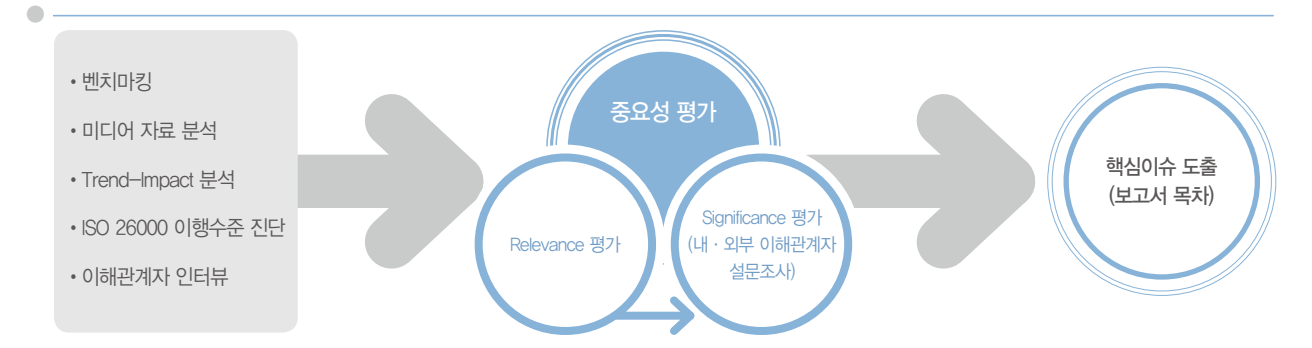 • 벤치마킹
• 미디어 자료 분석
• Trend-Impact 분석
• ISO 26000 이행수준 진단
• 이해관계자 인터뷰
중요성 평가
Relevance 평가
Significance 평가
(내 · 외부 이해관계자
설문조사)
핵심이슈 도출
(보고서 목차)